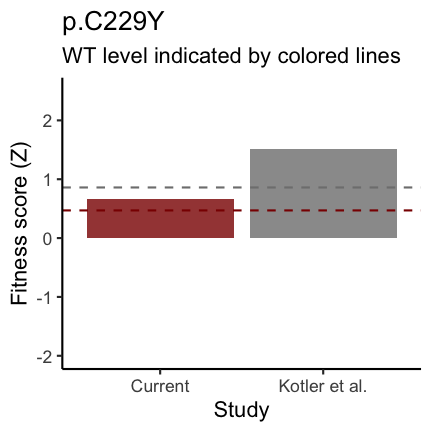 p.C229Y
WT level indicated by colored lines
Fitness score (Z)
2
1
0
-1
-2
Current
Kotler et al.
Study